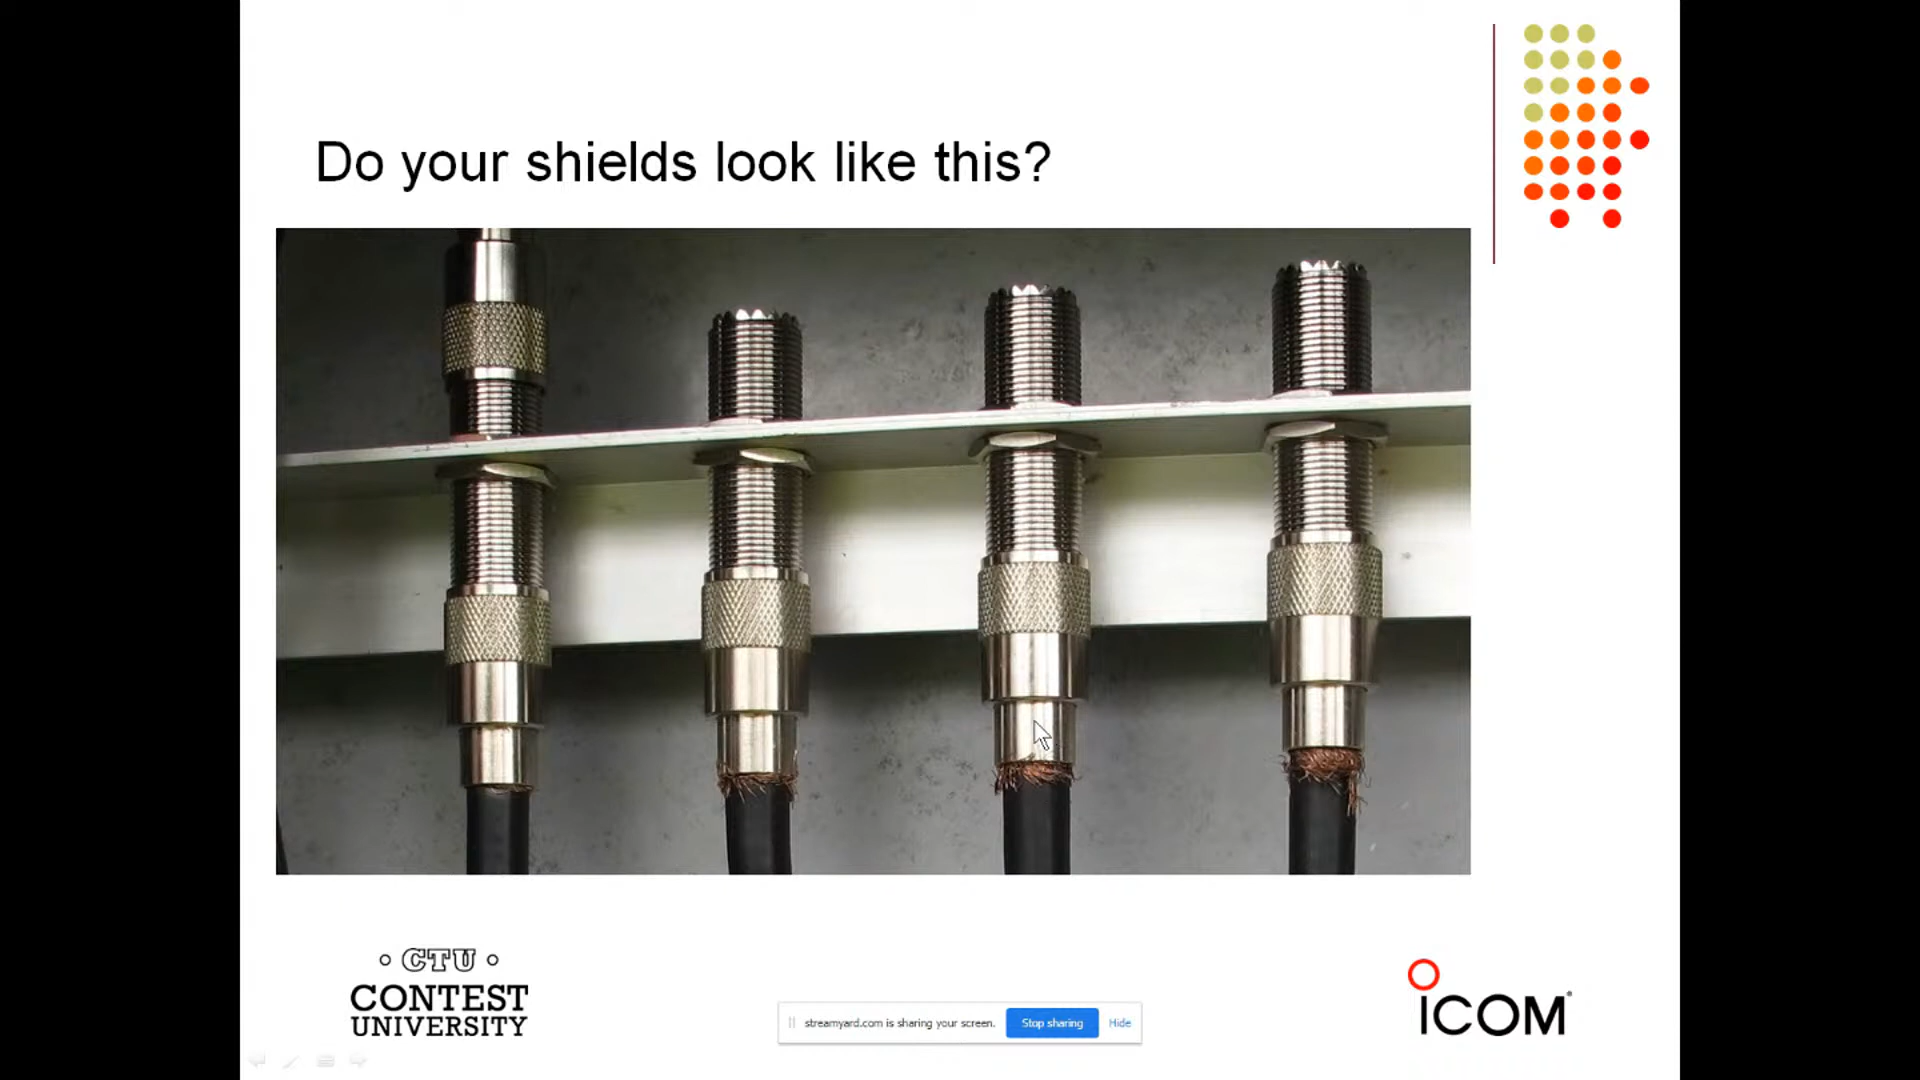 Do your shields look like this?
CTU
CONTEST
UNIVERSITY
streamyard.com is sharing your screen.
Stop sharing
Hide
ICOM